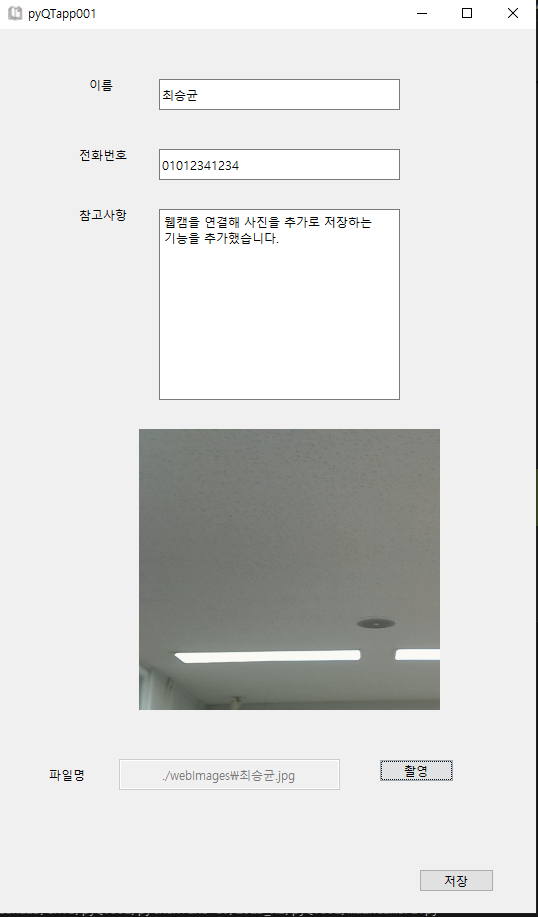 pyQTapp001
이름
최승균
전화번호
01012341234
참고사항
웹캠을 연결해 사진을 추가로 저장하는
기능을 추가했습니다.
파일명
./webImages₩최승균.jpg
촬영
저장